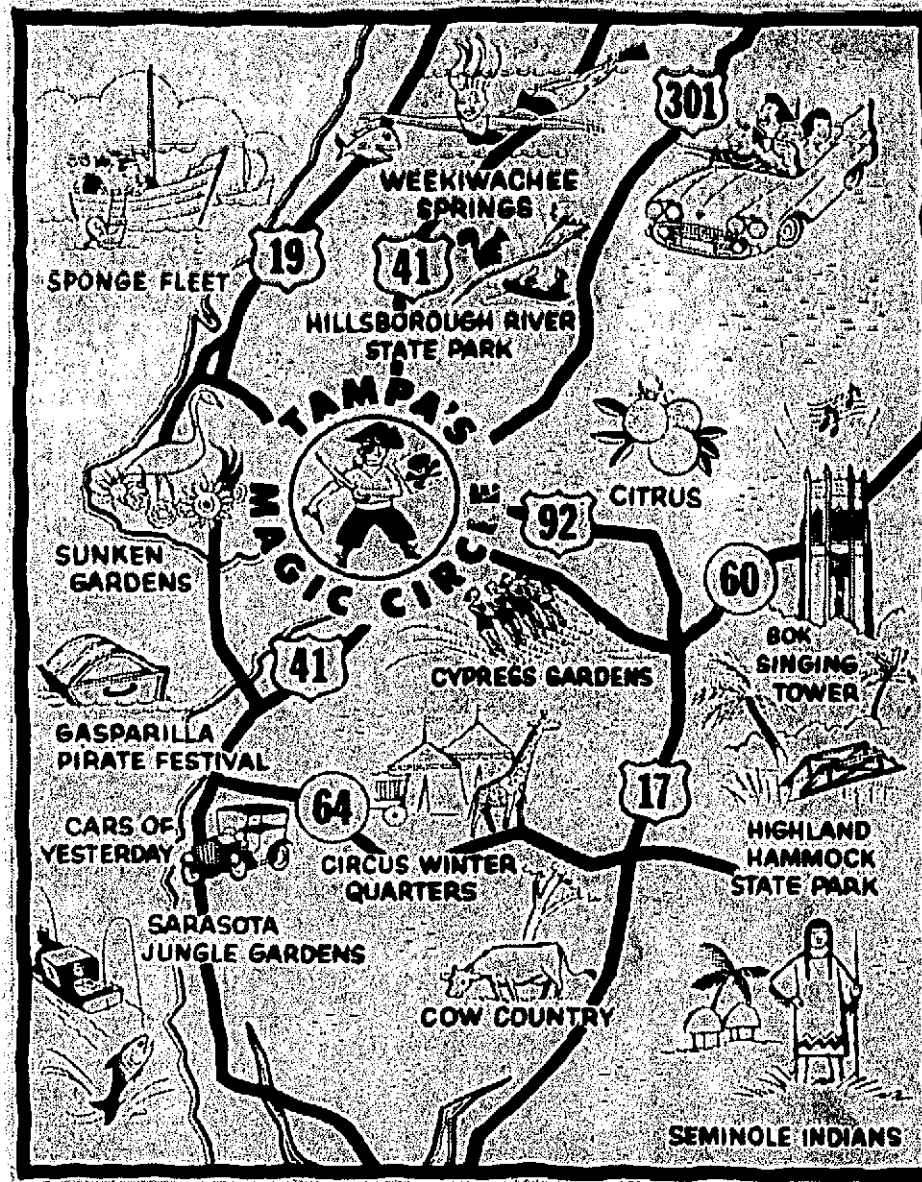 301
WEEKIWACHEE
SPRINGS
19
41
SPONGE FLEET
HILLSBOROUGH RIVER
STATE PARK
TAMPA'S
MAGIC CIRCLE
CITRUS
92
SUNKEN
GARDENS
60
BOK
SINGING
TOWER
41
CYPRESS GARDENS
GASPARILLA
PIRATE FESTIVAL
64
17
CARS OF
YESTERDAY
CIRCUS WINTER
QUARTERS
HIGHLAND
HAMMOCK
STATE PARK
SARASOTA
JUNGLE GARDENS
COW COUNTRY
SEMINOLE INDIANS